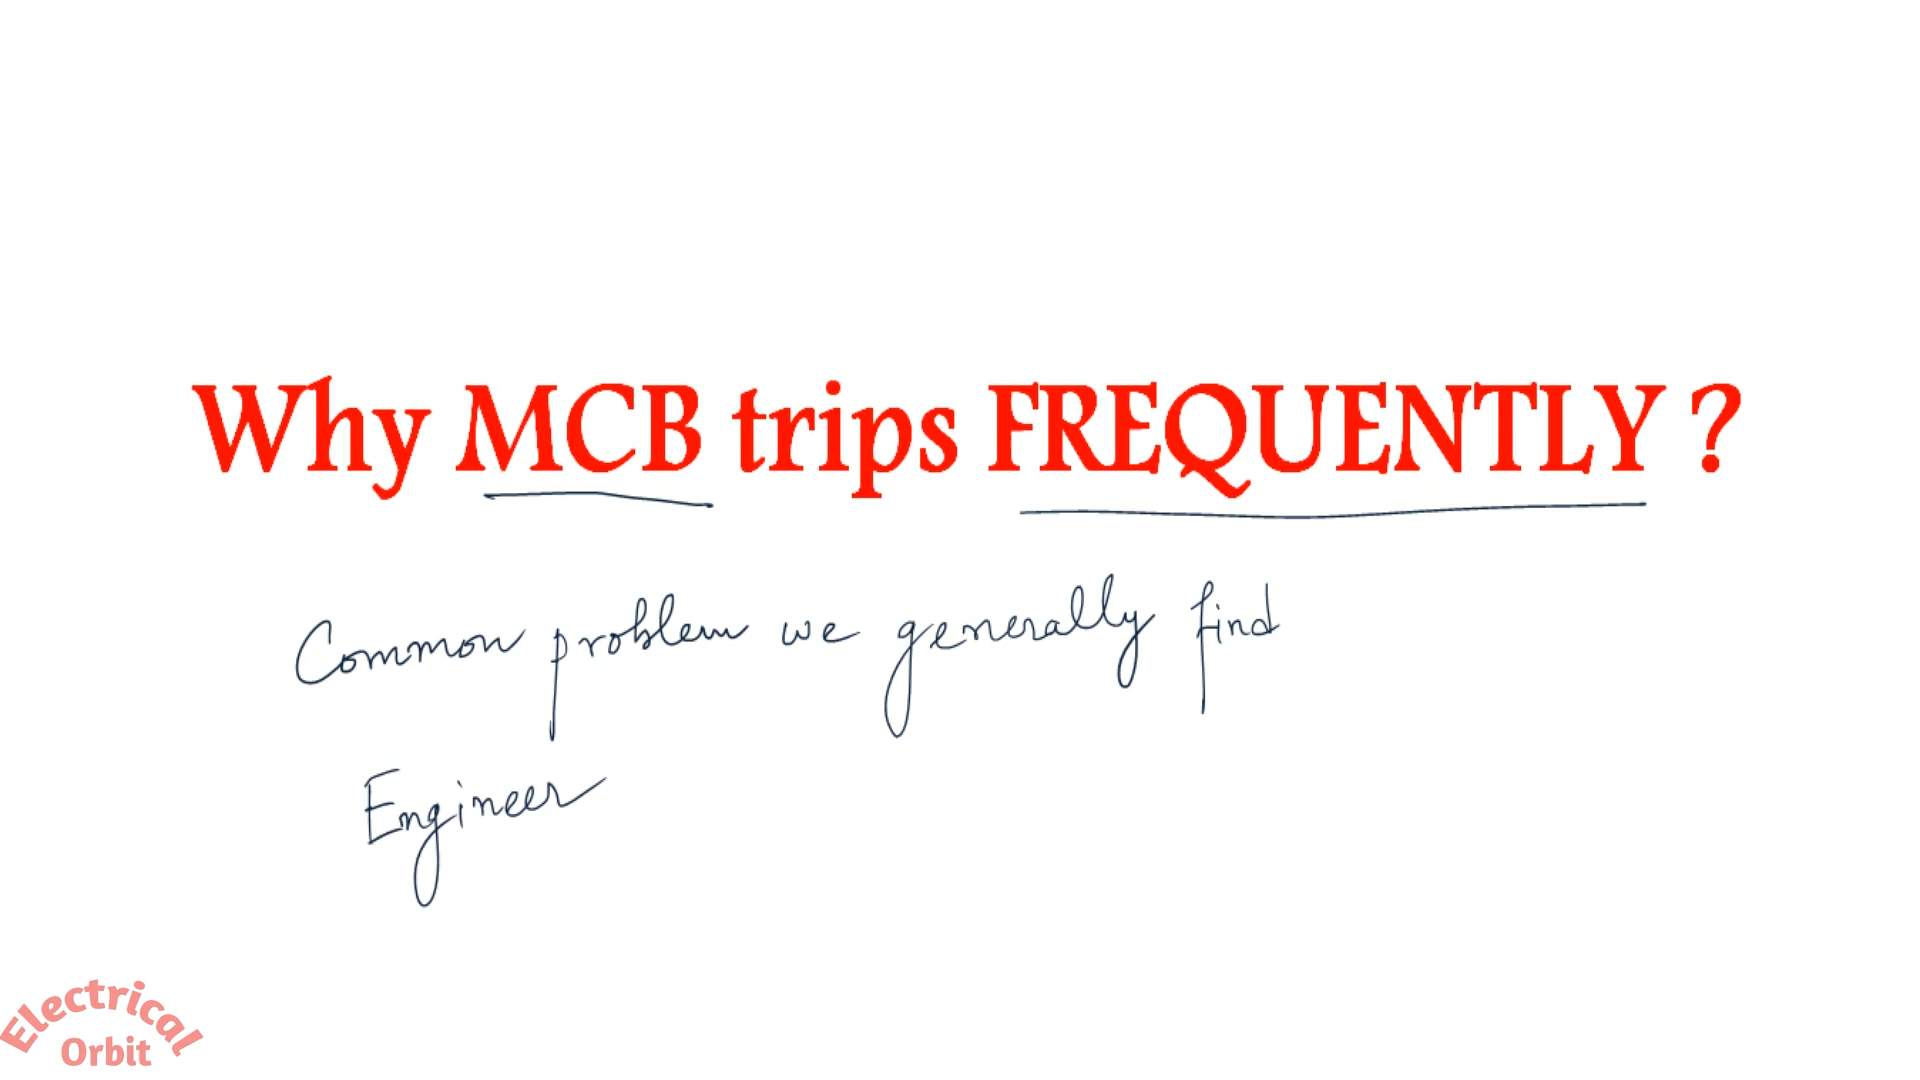 Why MCB trips FREQUENTLY ?
Common problem we generally find
Engineer
Electrical
Orbit